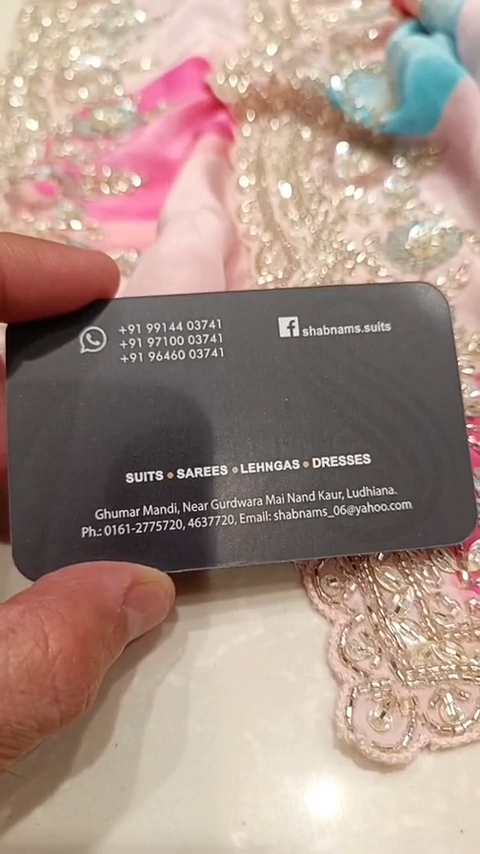 +91 99144 03741
+91 97100 03741
+91 96460 03741
shabnams.suits
SUITS • SAREES • LEHNGAS • DRESSES
Ghumar Mandi, Near Gurdwara Mai Nand Kaur, Ludhiana.
Ph.: 0161-2775720, 4637720, Email: shabnams_06@yahoo.com